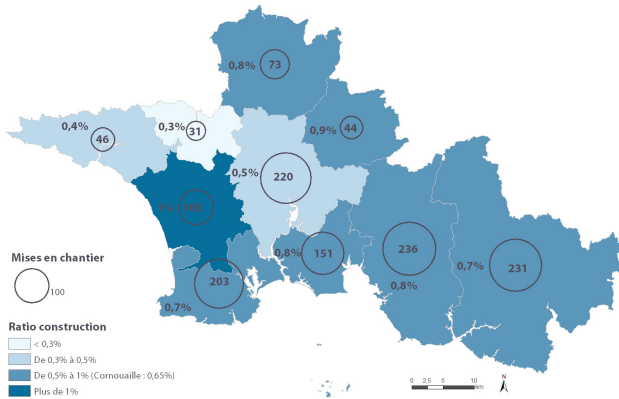 0,8% 73
0,4% 46
0,3% 31
0,9% 44
0,5% 220
1%
0,8% 151
236
0,8%
0,7% 231
203
0,7%
Mises en chantier
100
Ratio construction
< 0,3%
De 0,3% à 0,5%
De 0,5% à 1% (Cornouaille : 0,65%)
Plus de 1%
0 2,5 5 10
km
N